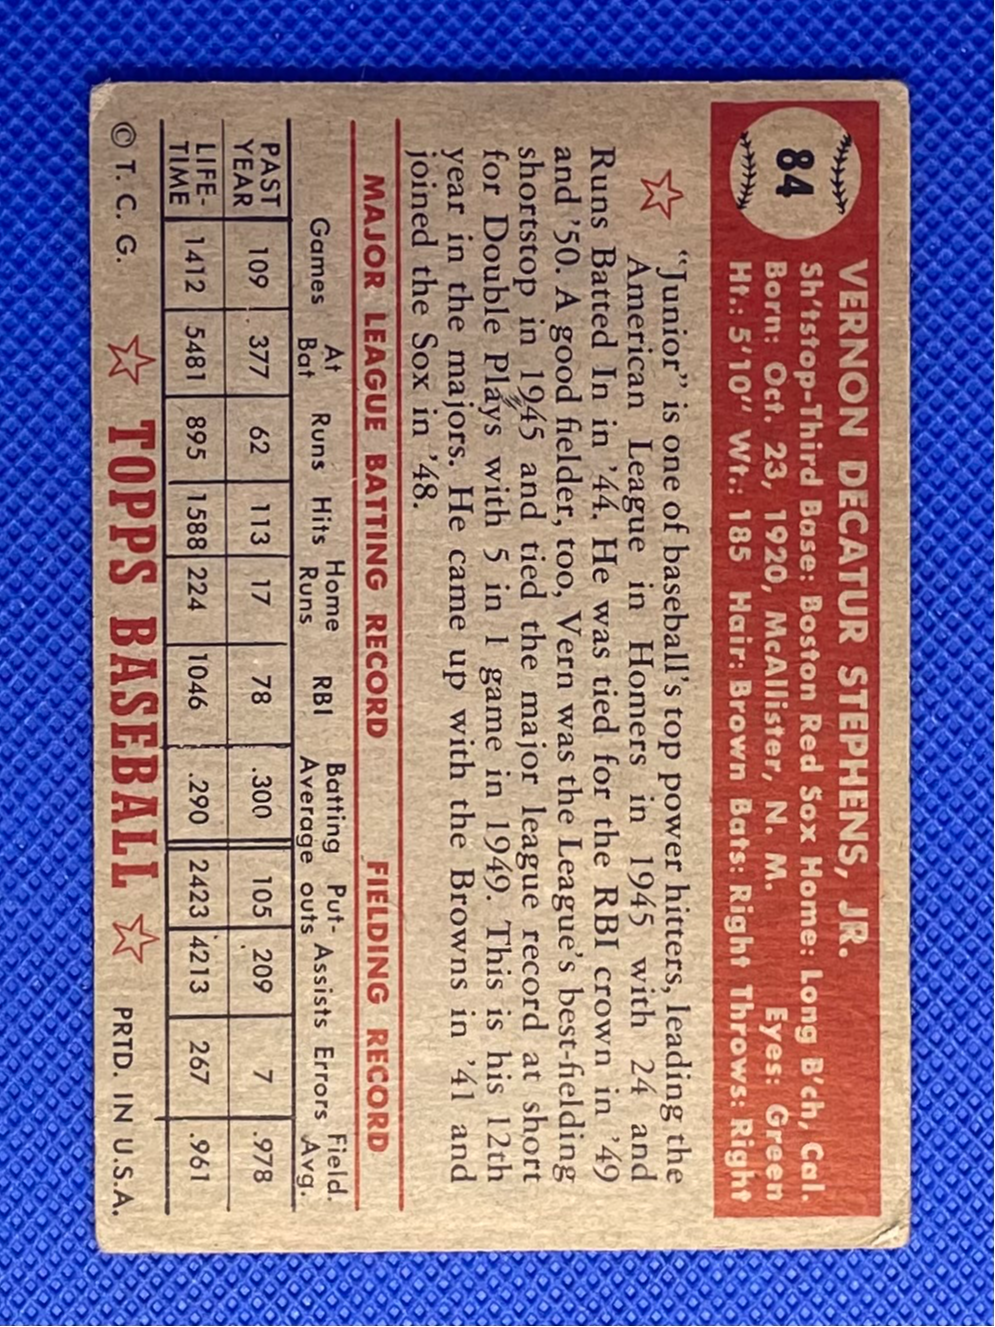 84
VERNON DECATUR STEPHENS, JR.
Sh'tstop-Third Base: Boston Red Sox Home: Long B'ch, Cal.
Born: Oct. 23, 1920, McAllister, N. M. Eyes: Green
Ht.: 5'10" Wt.: 185 Hair: Brown Bats: Right Throws: Right
"Junior" is one of baseball's top power hitters, leading the
American League in Homers in 1945 with 24 and
Runs Batted In in '44. He was tied for the RBI crown in '49
and '50. A good fielder, too, Vern was the League's best-fielding
shortstop in 1945 and tied the major league record at short
for Double Plays with 5 in 1 game in 1949. This is his 12th
year in the majors. He came up with the Browns in '41 and
joined the Sox in '48.
MAJOR LEAGUE BATTING RECORD FIELDING RECORD
Games At Bat Runs Hits Home Runs RBI Batting Average Put-outs Assists Errors Field. Avg.
PAST YEAR 109 377 62 113 17 78 .300 105 209 7 .978
LIFE-TIME 1412 5481 895 1588 224 1046 .290 2423 4213 267 .961
© T. C. G. TOPPS BASEBALL PRTD. IN U.S.A.